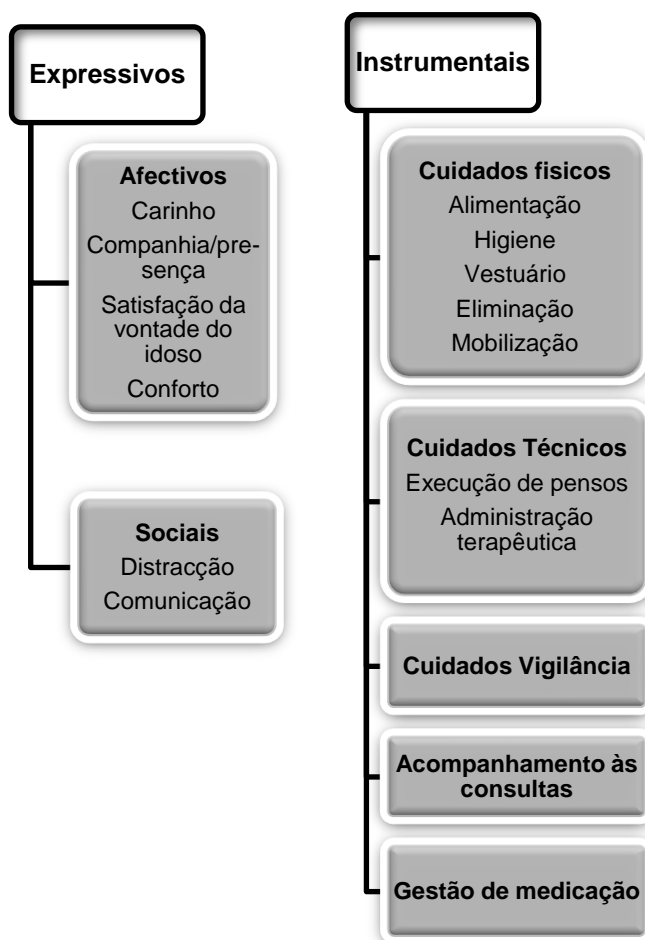 Expressivos
Afectivos
Carinho
Companhia/pre-
sença
Satisfação da
vontade do
idoso
Conforto
Sociais
Distracção
Comunicação
Instrumentais
Cuidados fisicos
Alimentação
Higiene
Vestuário
Eliminação
Mobilização
Cuidados Técnicos
Execução de pensos
Administração
terapêutica
Cuidados Vigilância
Acompanhamento às
consultas
Gestão de medicação